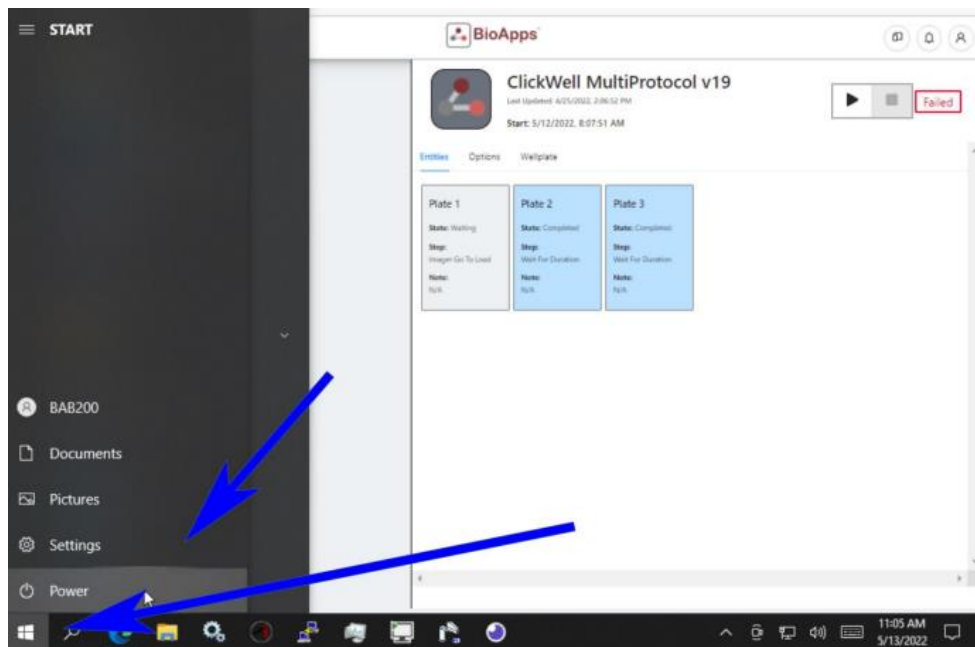 START
BioApps
ClickWell MultiProtocol v19
Last Updated: 4/25/2022, 2:06:52 PM
Start: 5/12/2022, 8:07:51 AM
Failed
Entities Options Wellplate
Plate 1 Plate 2 Plate 3
State: Waiting State: Completed State: Completed
Step: Step: Step:
Imager Go To Load Wait For Duration Wait For Duration
Note: Note: Note:
N/A N/A N/A
BAB200
Documents
Pictures
Settings
Power
11:05 AM
5/13/2022